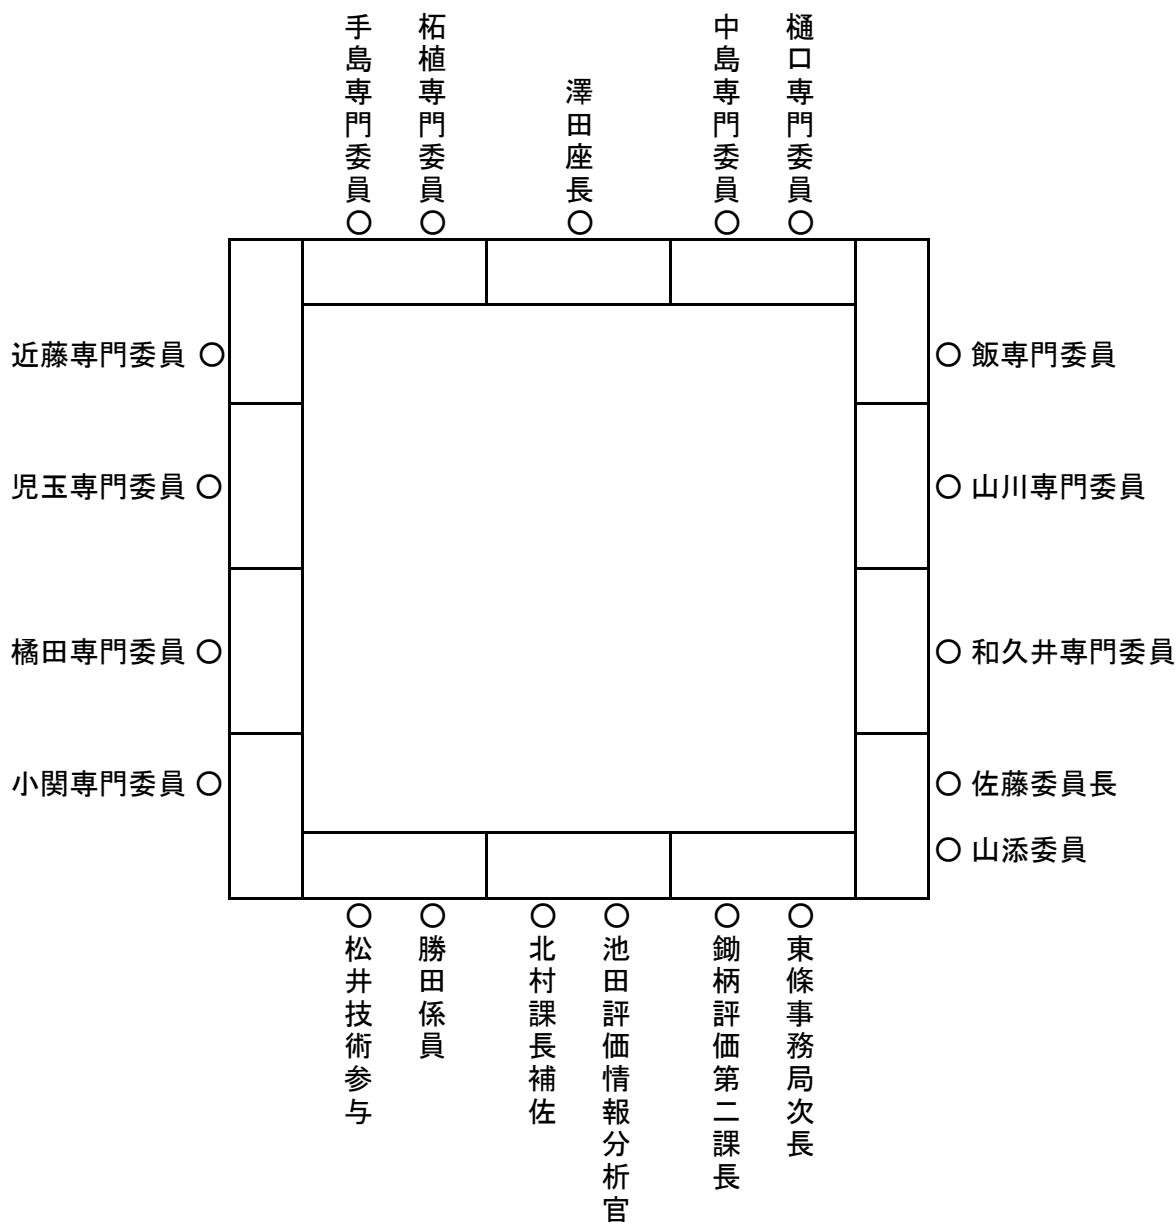 手島専門委員
柘植専門委員
澤田座長
中島専門委員
樋口専門委員
近藤専門委員
飯専門委員
児玉専門委員
山川専門委員
橘田専門委員
和久井専門委員
小関専門委員
佐藤委員長
山添委員
松井技術参与
勝田係員
北村課長補佐
池田評価情報分析官
鋤柄評価第二課長
東條事務局次長